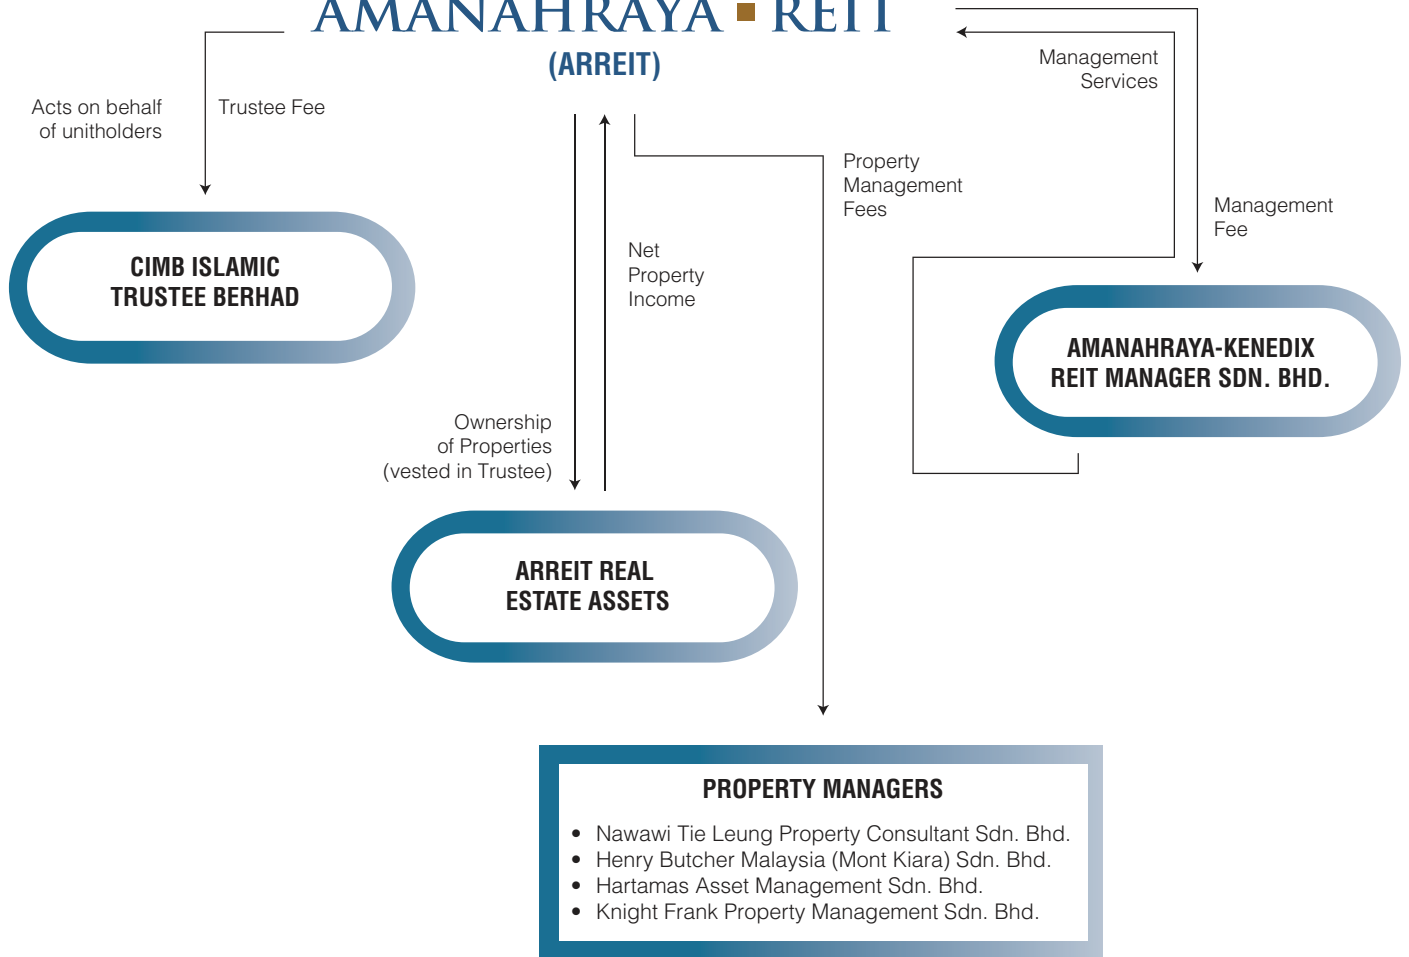 AMANAHRAYA ▪ REIT
(ARREIT)
Acts on behalf
of unitholders
Trustee Fee
Management
Services
Property
Management
Fees
Management
Fee
CIMB ISLAMIC
TRUSTEE BERHAD
Net
Property
Income
AMANAHRAYA-KENEDIX
REIT MANAGER SDN. BHD.
Ownership
of Properties
(vested in Trustee)
ARREIT REAL
ESTATE ASSETS
PROPERTY MANAGERS
• Nawawi Tie Leung Property Consultant Sdn. Bhd.
• Henry Butcher Malaysia (Mont Kiara) Sdn. Bhd.
• Hartamas Asset Management Sdn. Bhd.
• Knight Frank Property Management Sdn. Bhd.